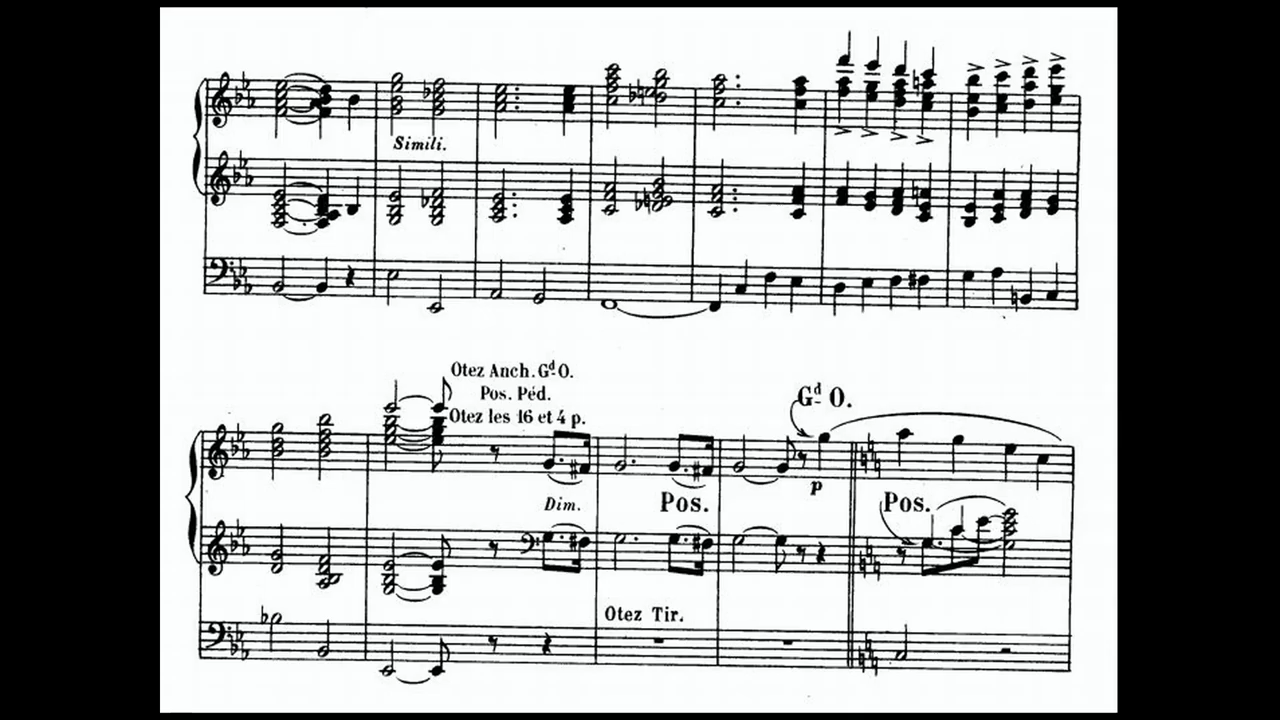 Simili.
Otez Anch. Gd. O.
Pos. Péd.
Otez les 16 et 4 p.
Gd. O.
p
Dim.
Pos.
Pos.
Otez Tir.